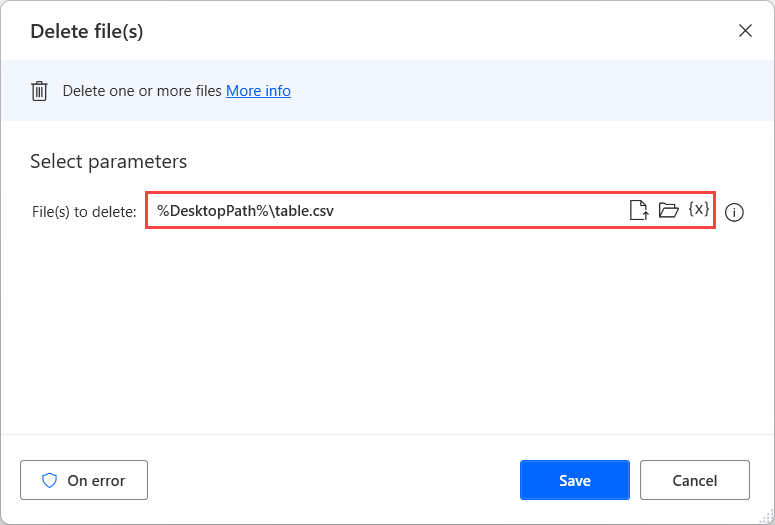 Delete file(s)
Delete one or more files More info
Select parameters
File(s) to delete: %DesktopPath%\table.csv {x}
On error Save Cancel